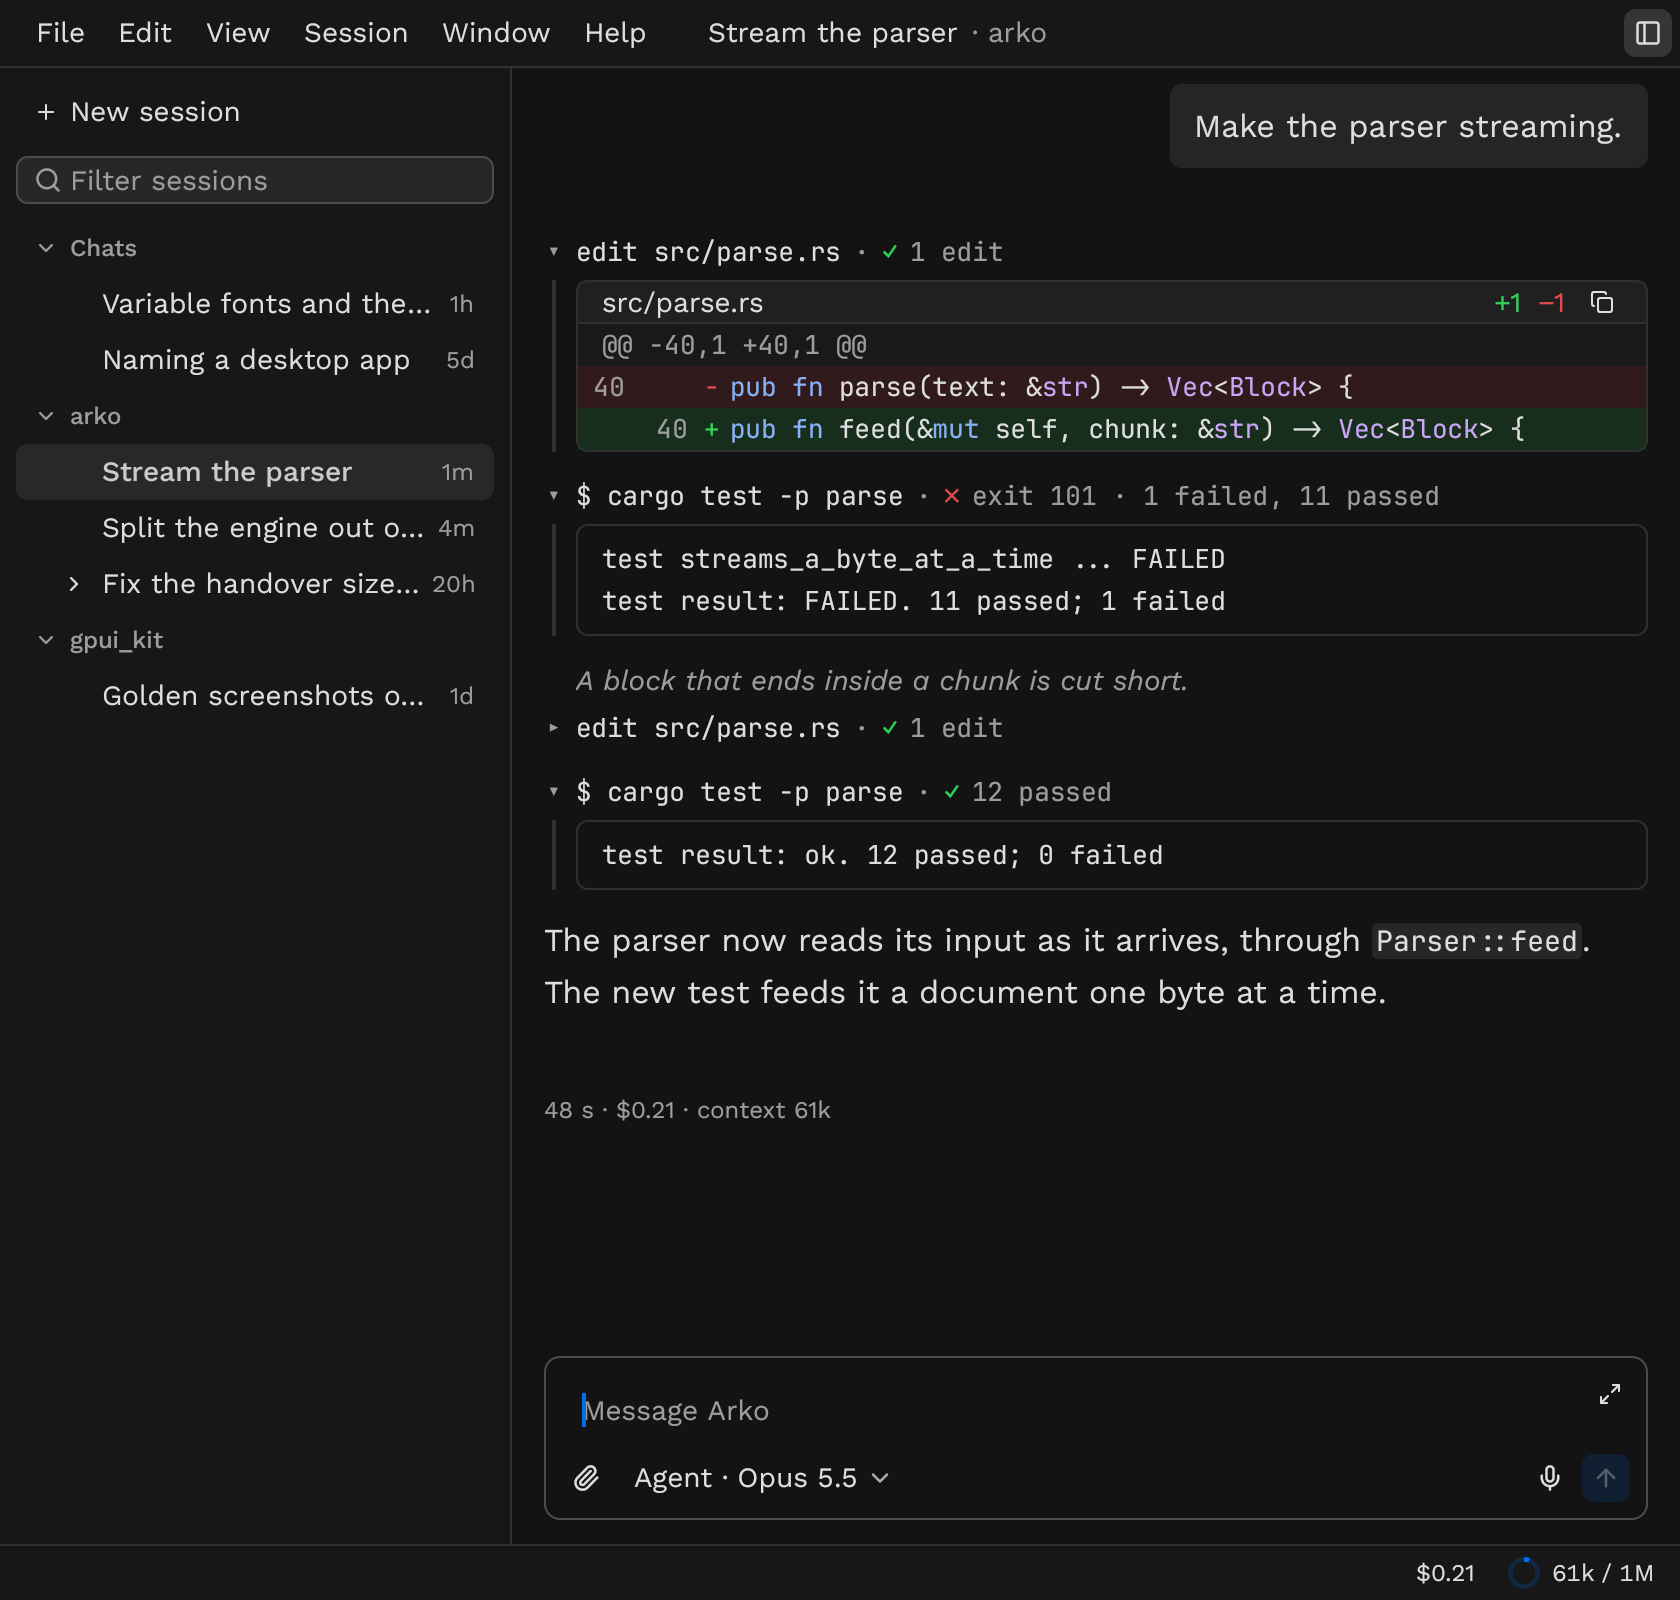 File Edit View Session Window Help Stream the parser · arko
+ New session
Filter sessions
Chats
Variable fonts and the... 1h
Naming a desktop app 5d
arko
Stream the parser 1m
Split the engine out o... 4m
Fix the handover size... 20h
gpui_kit
Golden screenshots o... 1d
Make the parser streaming.
edit src/parse.rs · ✓ 1 edit
src/parse.rs +1 −1
@@ -40,1 +40,1 @@
40 - pub fn parse(text: &str) -> Vec<Block> {
40 + pub fn feed(&mut self, chunk: &str) -> Vec<Block> {
$ cargo test -p parse · ✕ exit 101 · 1 failed, 11 passed
test streams_a_byte_at_a_time ... FAILED
test result: FAILED. 11 passed; 1 failed
A block that ends inside a chunk is cut short.
edit src/parse.rs · ✓ 1 edit
$ cargo test -p parse · ✓ 12 passed
test result: ok. 12 passed; 0 failed
The parser now reads its input as it arrives, through Parser::feed.
The new test feeds it a document one byte at a time.
48 s · $0.21 · context 61k
Message Arko
Agent · Opus 5.5
$0.21 61k / 1M